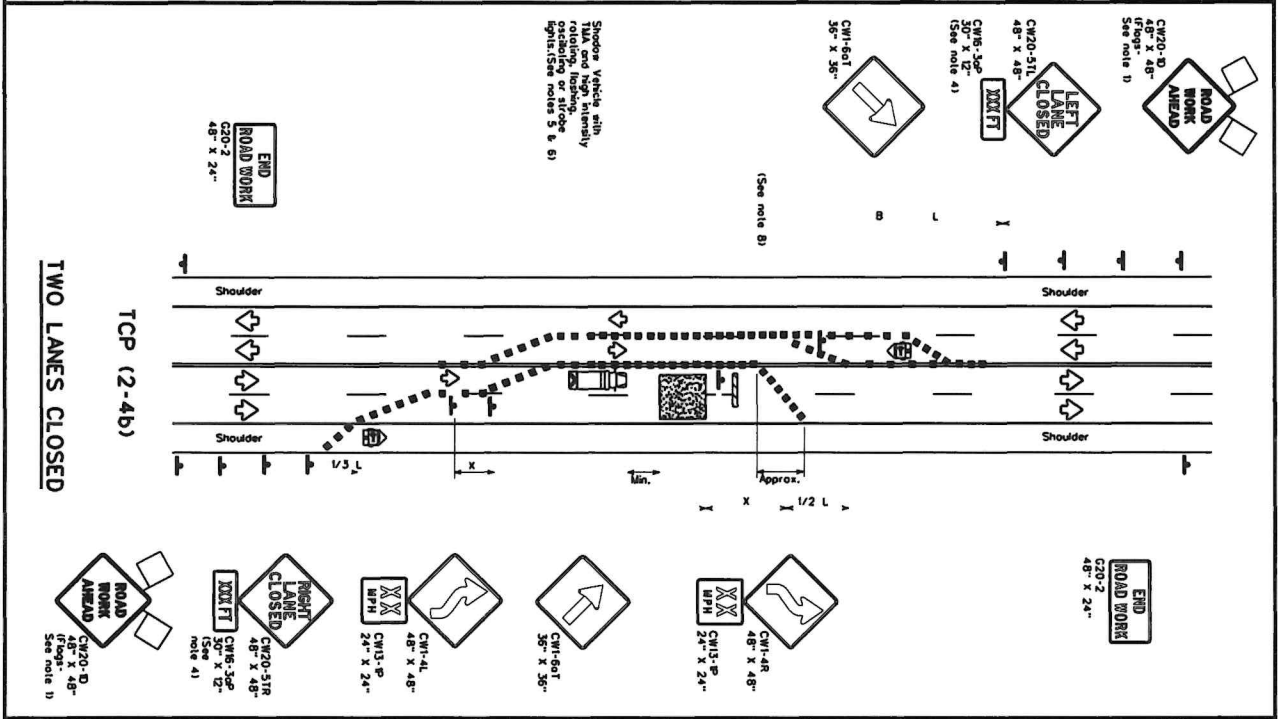 CW20-1D
48" X 48"
(Flags-
See note 1)
ROAD
WORK
AHEAD
CW20-5TL
48" X 48"
LEFT
LANE
CLOSED
CW16-3aP
30" X 12"
(See note 4)
XXX FT
CW1-6aT
36" X 36"
Shadow Vehicle with
TMA and high intensity
rotating, flashing,
oscillating or strobe
lights.(See notes 5 & 6)
END
ROAD WORK
G20-2
48" X 24"
(See note 8)
B
L
Shoulder
Shoulder
Shoulder
Shoulder
1/3 L
X
Min.
Approx.
X
1/2 L
END
ROAD WORK
G20-2
48" X 24"
CW1-4R
48" X 48"
XX
MPH
CW13-1P
24" X 24"
CW1-6aT
36" X 36"
CW1-4L
48" X 48"
XX
MPH
CW13-1P
24" X 24"
RIGHT
LANE
CLOSED
CW20-5TR
48" X 48"
XXX FT
CW16-3aP
30" X 12"
(See
note 4)
ROAD
WORK
AHEAD
CW20-1D
48" X 48"
(Flags-
See note 1)
TCP (2-4b)
TWO LANES CLOSED